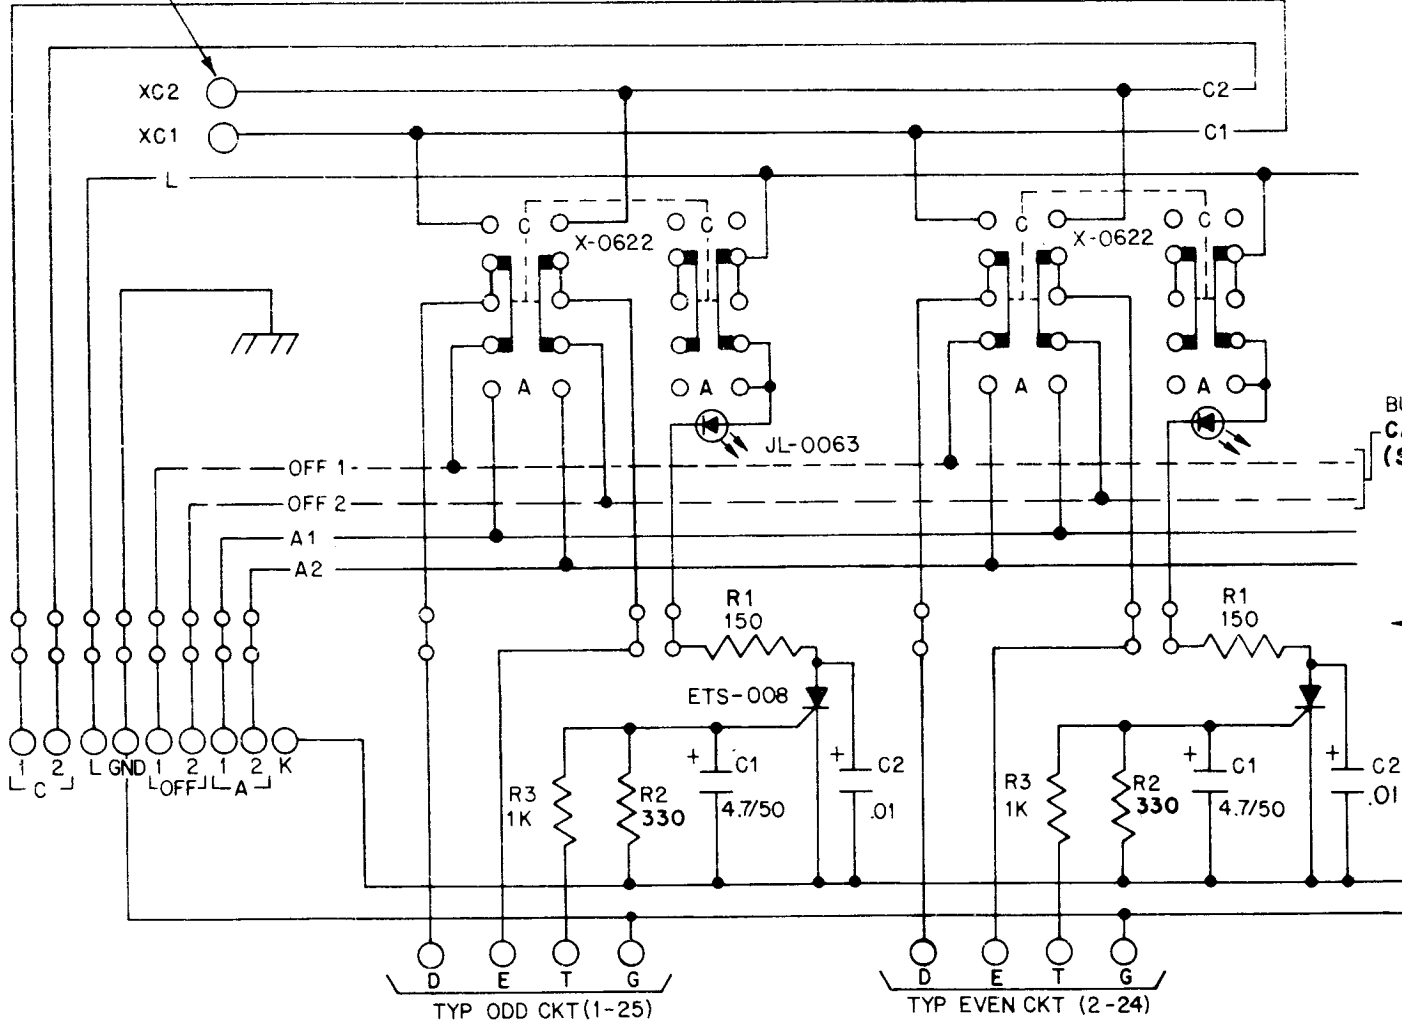 XC2
C2
XC1
C1
L
C
C
C
C
X-0622
X-0622
A
A
A
A
JL-0063
OFF 1
OFF 2
A1
A2
R1
150
R1
150
ETS-008
1 2 L GND 1 2 1 2 K
C OFF A
R3
1K
R2
330
+ C1
4.7/50
+ C2
.01
R3
1K
R2
330
+ C1
4.7/50
+ C2
.01
D E T G
D E T G
TYP ODD CKT (1-25)
TYP EVEN CKT (2-24)